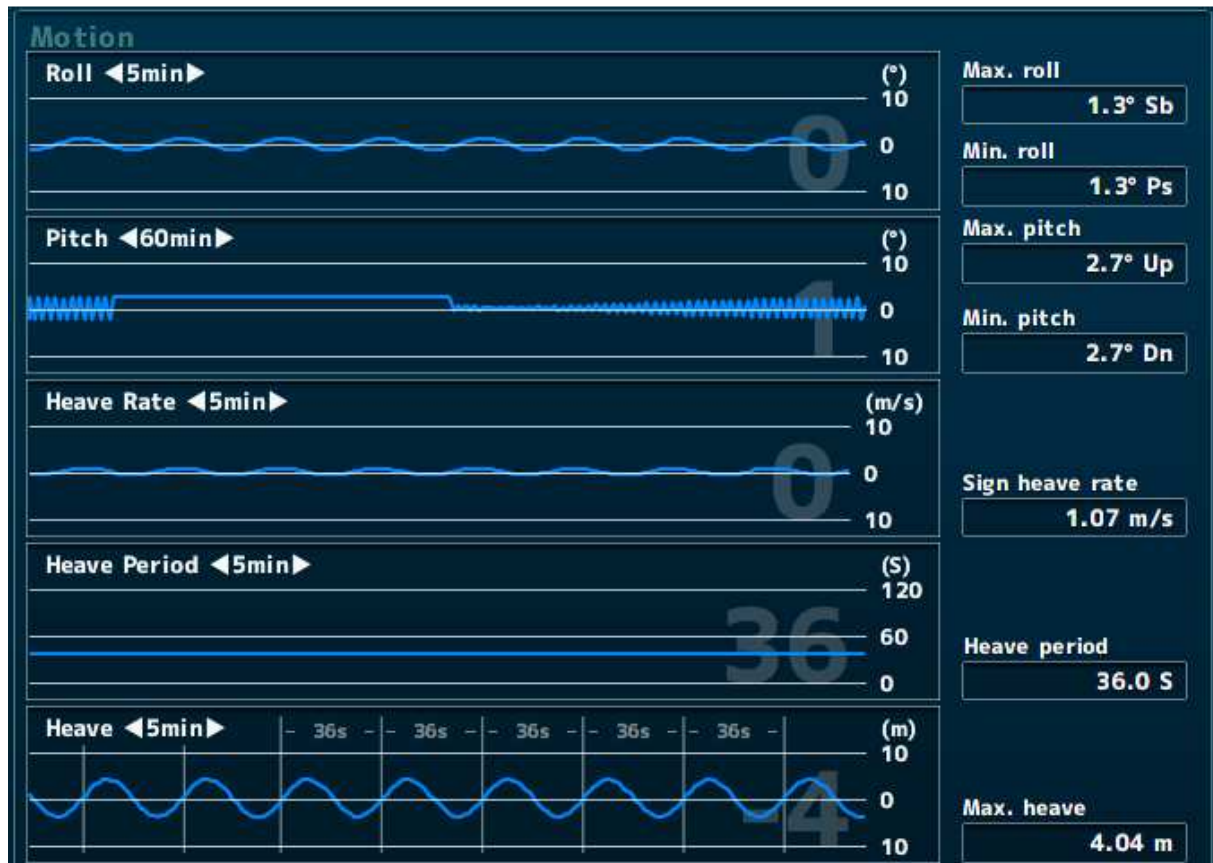 Motion
Roll ◀5min▶ (°)
10
0
0
10
Max. roll
1.3° Sb
Min. roll
1.3° Ps
Pitch ◀60min▶ (°)
10
1
0
10
Max. pitch
2.7° Up
Min. pitch
2.7° Dn
Heave Rate ◀5min▶ (m/s)
10
0
0
10
Sign heave rate
1.07 m/s
Heave Period ◀5min▶ (S)
120
36
60
0
Heave period
36.0 S
Heave ◀5min▶ - 36s - - 36s - - 36s - - 36s - - 36s - (m)
10
-4
0
10
Max. heave
4.04 m